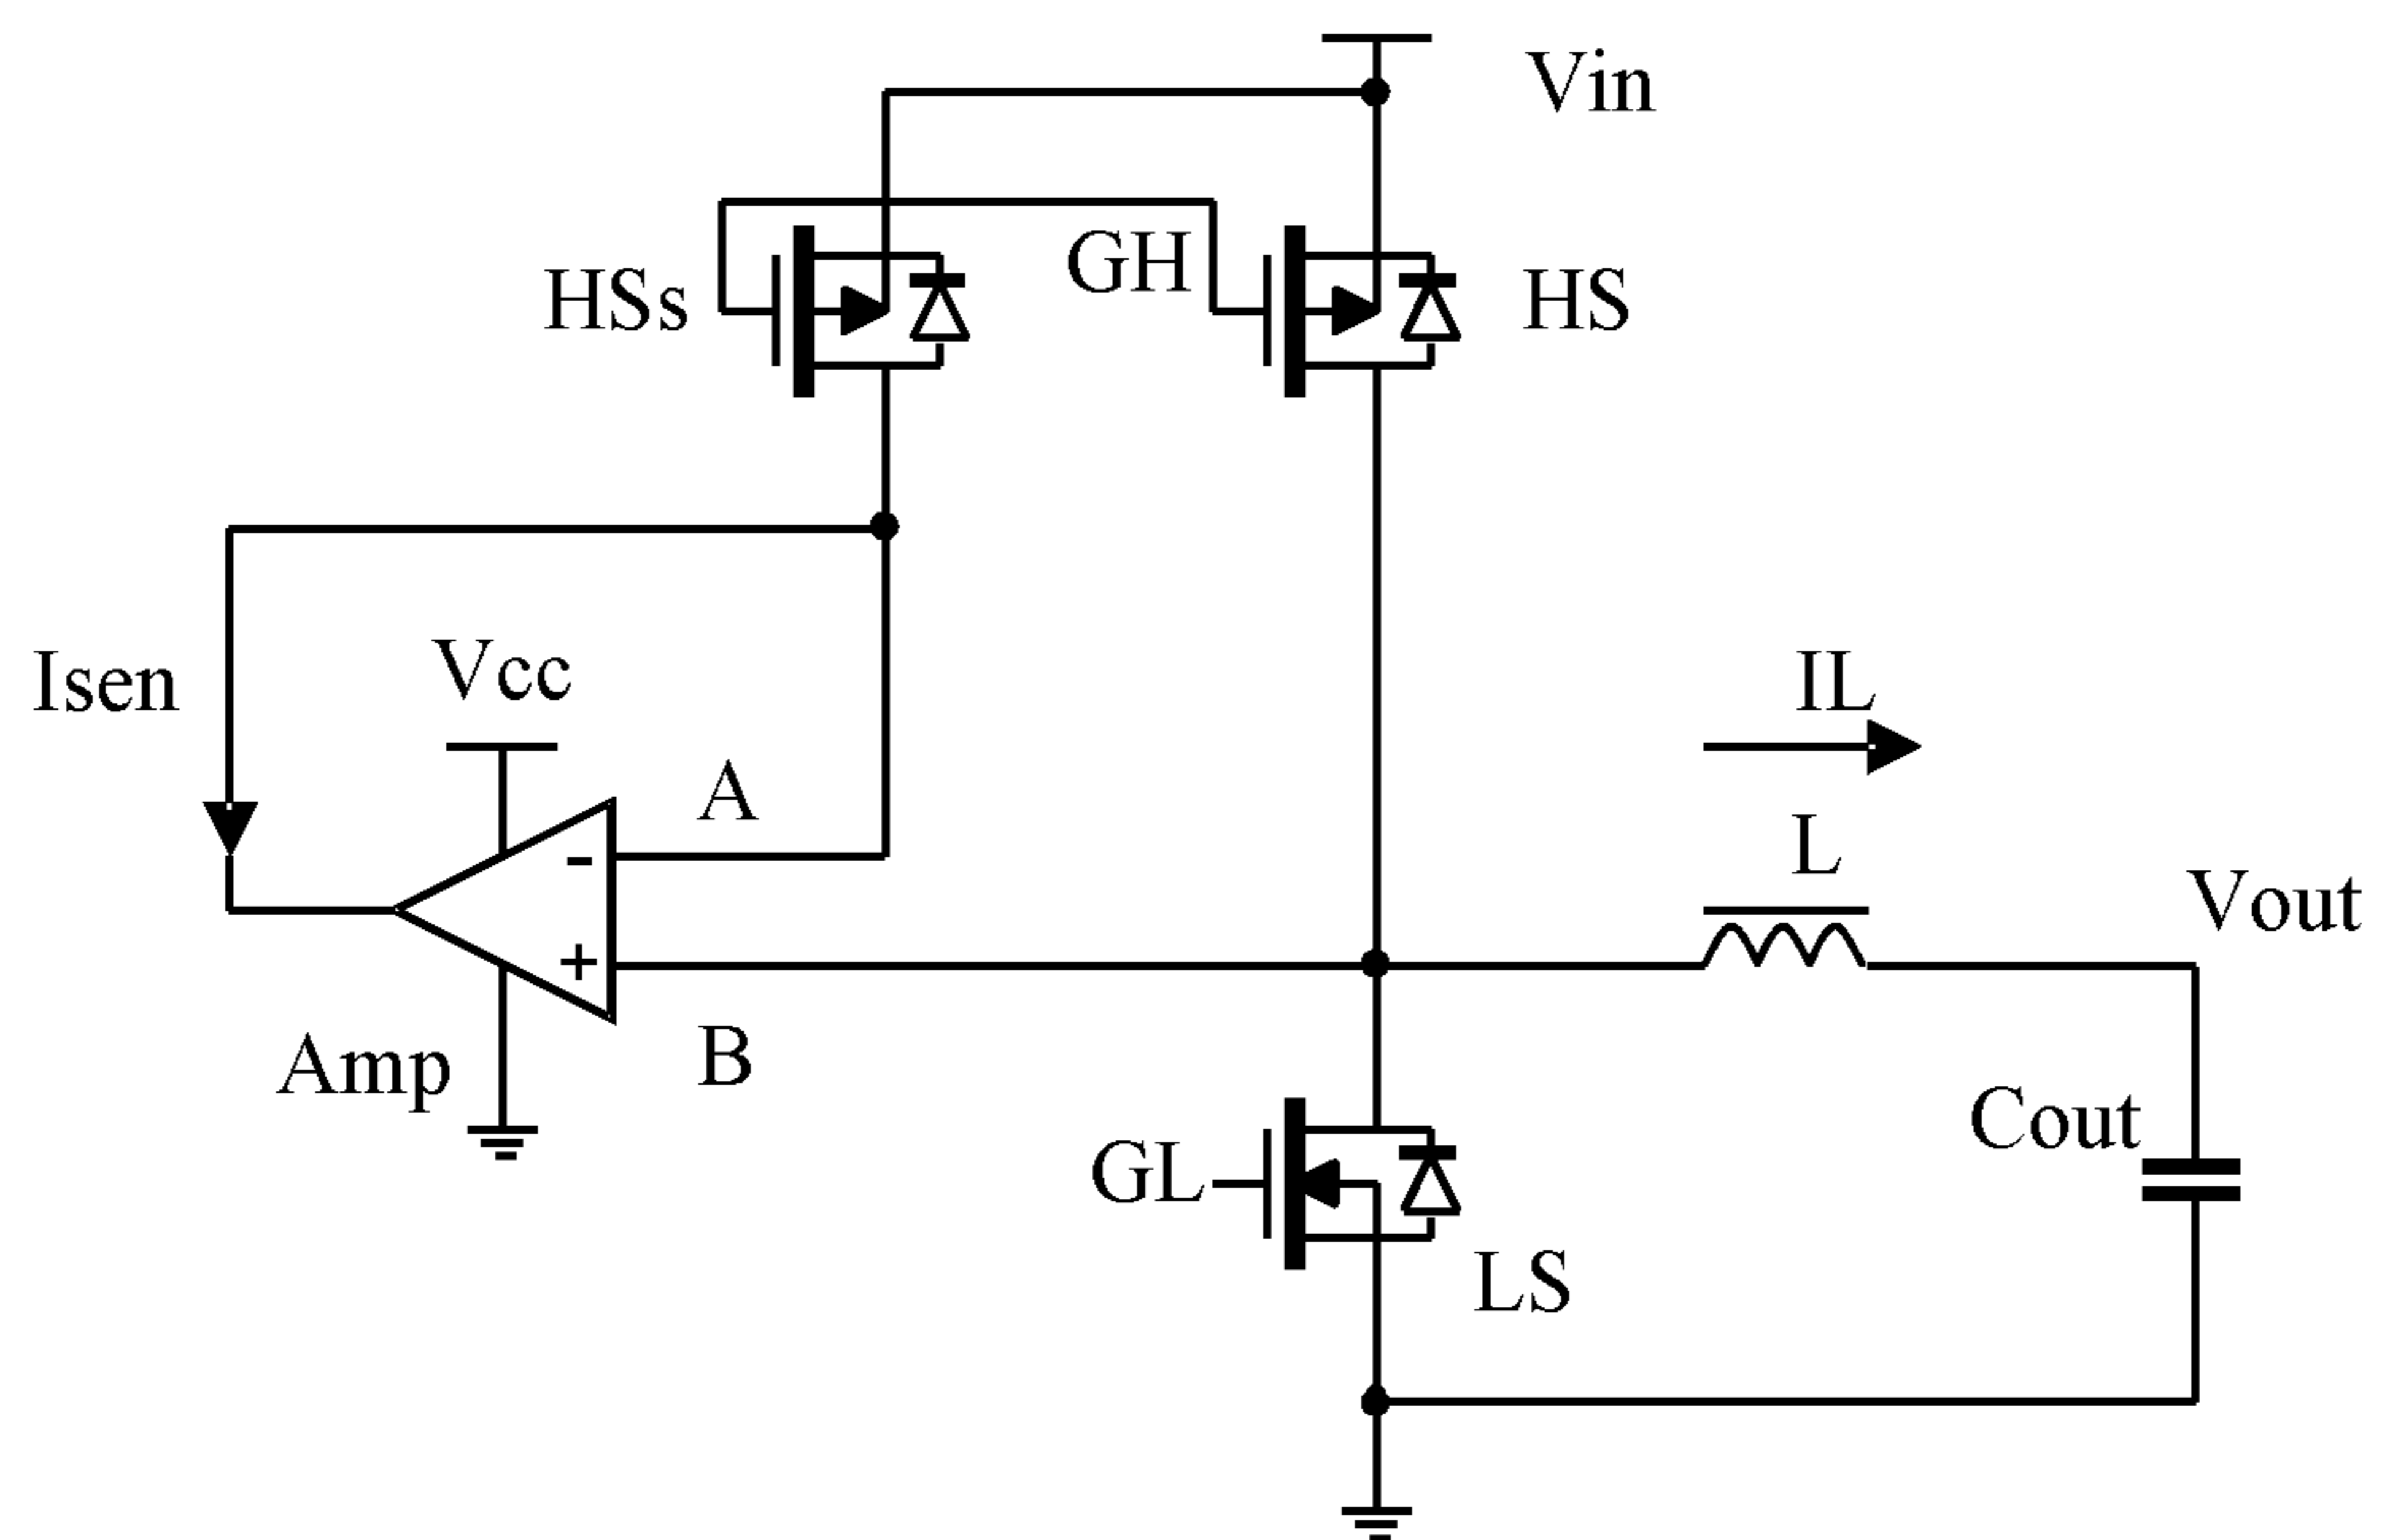 Vin
GH
HSs
HS
Isen
Vcc
IL
A
L
Vout
-
+
Amp
B
Cout
GL
LS